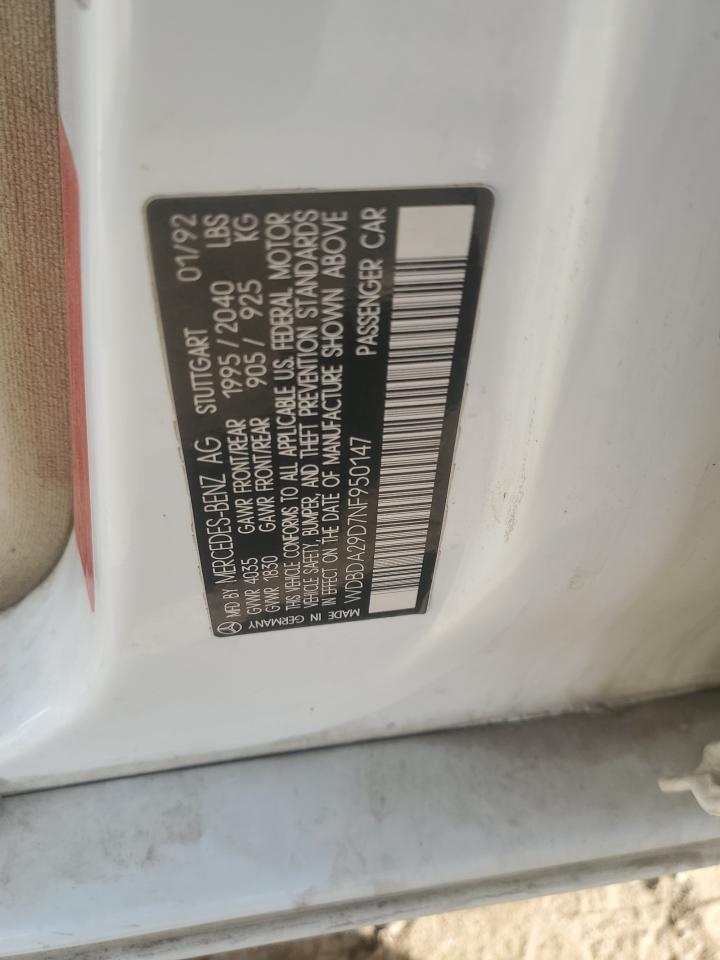 MFD BY MERCEDES-BENZ AG STUTTGART 01/92
GVWR 4035 GAWR FRONT/REAR 1995/2040 LBS
GWR 1830 GAWR FRONT/REAR 905/ 925 KG
THIS VEHICLE CONFORMS TO ALL APPLICABLE U.S. FEDERAL MOTOR
VEHICLE SAFETY, BUMPER, AND THEFT PREVENTION STANDARDS
IN EFFECT ON THE DATE OF MANUFACTURE SHOWN ABOVE
WDBDA29D7NF950147 PASSENGER CAR
MADE IN GERMANY